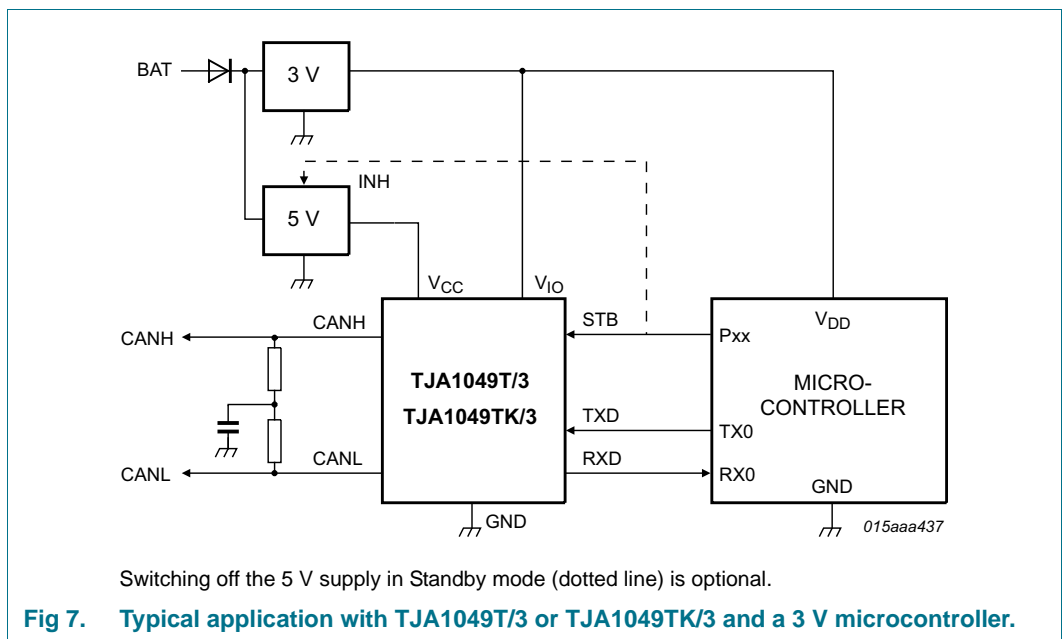 BAT
3 V
INH
5 V
VCC
VIO
CANH
CANH
STB
Pxx
VDD
TJA1049T/3
TJA1049TK/3
MICRO-
CONTROLLER
TXD
TX0
CANL
CANL
RXD
RX0
GND
GND
015aaa437
Switching off the 5 V supply in Standby mode (dotted line) is optional.
Fig 7. Typical application with TJA1049T/3 or TJA1049TK/3 and a 3 V microcontroller.